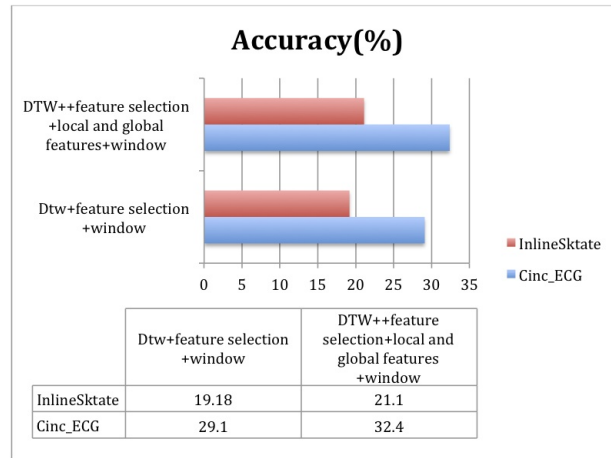 Accuracy(%)
DTW++feature selection
+local and global
features+window
Dtw+feature selection
+window
0 5 10 15 20 25 30 35
InlineSktate
Cinc_ECG
Dtw+feature selection
+window
DTW++feature
selection+local and
global features
+window
InlineSktate 19.18 21.1
Cinc_ECG 29.1 32.4